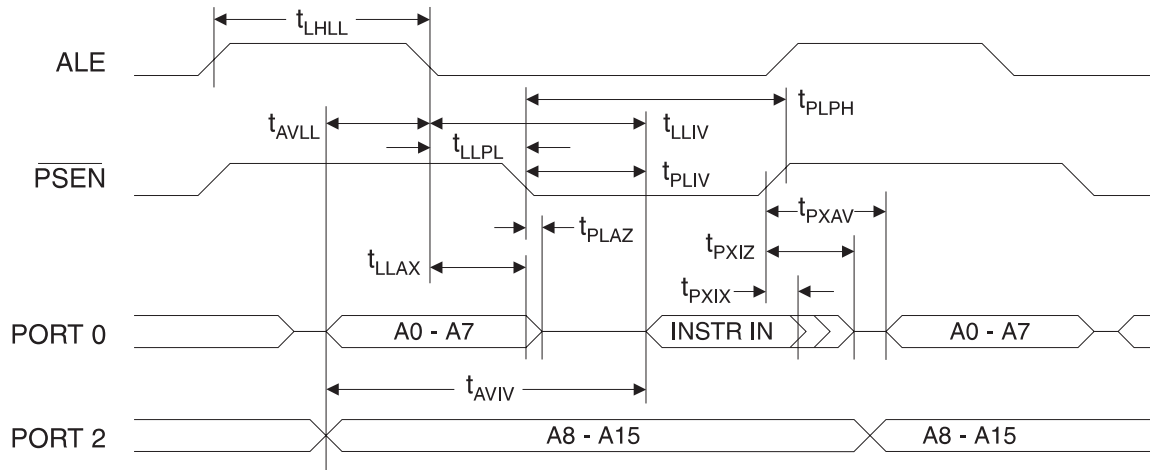 tLHLL
ALE
tPLPH
tAVLL
tLLIV
tLLPL
PSEN
tPLIV
tPXAV
tPLAZ
tPXIZ
tLLAX
tPXIX
PORT 0
A0 - A7
INSTR IN
A0 - A7
tAVIV
PORT 2
A8 - A15
A8 - A15